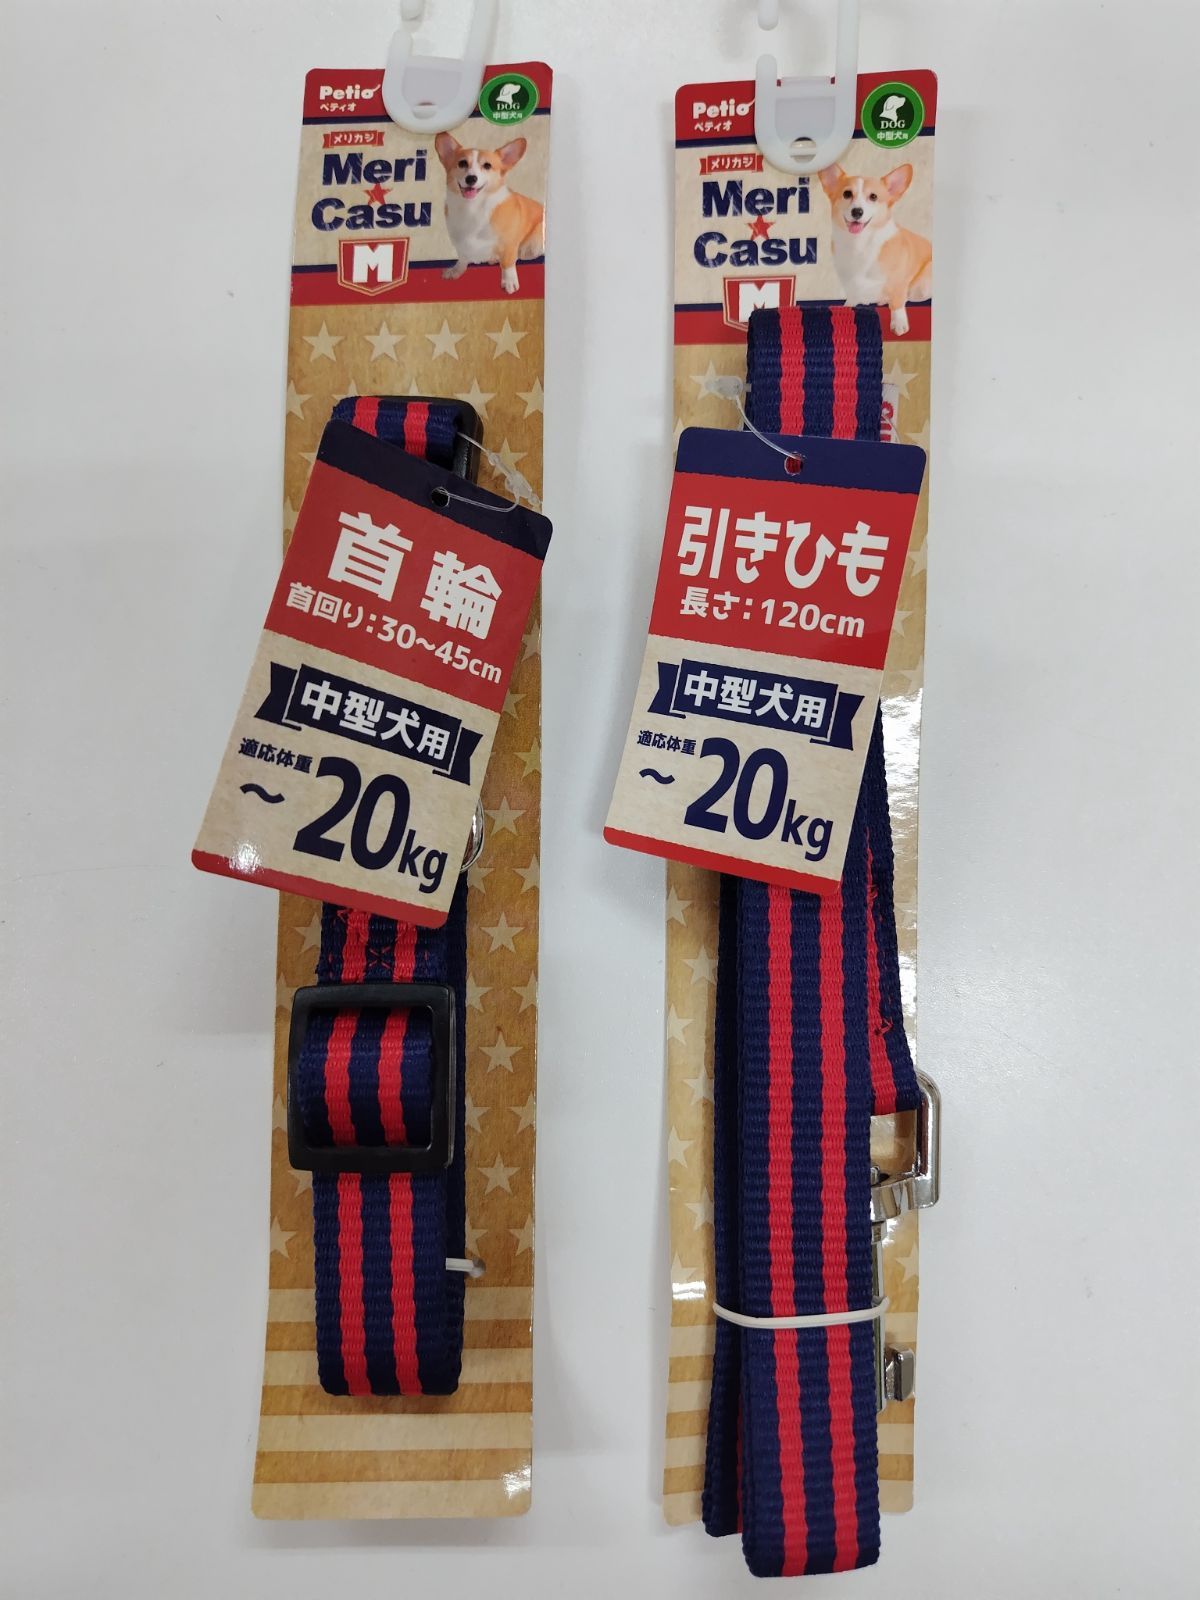 Petio
ペティオ
DOG
中型犬用
メリカジ
Meri
Casu
M
首輪
首回り:30~45cm
中型犬用
適応体重
~20kg
Petio
ペティオ
DOG
中型犬用
メリカジ
Meri
Casu
M
引きひも
長さ:120cm
中型犬用
適応体重
~20kg